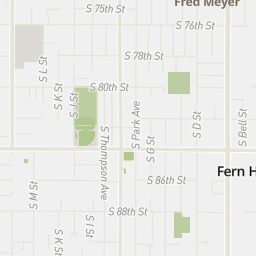 S 75th St
Fred Meyer
S 76th St
S 78th St
S L St
S 80th St
S K St
S J St
S Park Ave
S D St
S Bell St
S G St
S Thompson Ave
Fern H
S 86th St
S M St
S 88th St
S I St
S K St